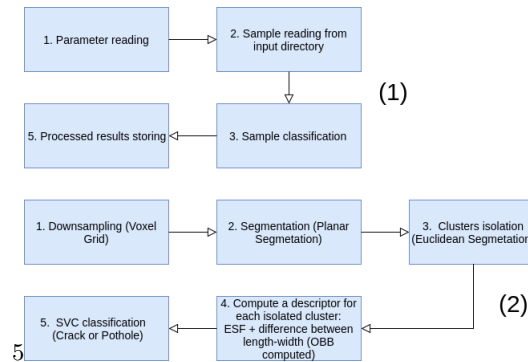 1. Parameter reading
2. Sample reading from
input directory
(1)
5. Processed results storing
3. Sample classification
1. Downsampling (Voxel
Grid)
2. Segmentation (Planar
Segmetation)
3. Clusters isolation
(Euclidean Segmetation)
(2)
5. SVC classification
(Crack or Pothole)
4. Compute a descriptor for
each isolated cluster:
ESF + difference between
length-width (OBB
computed)
5